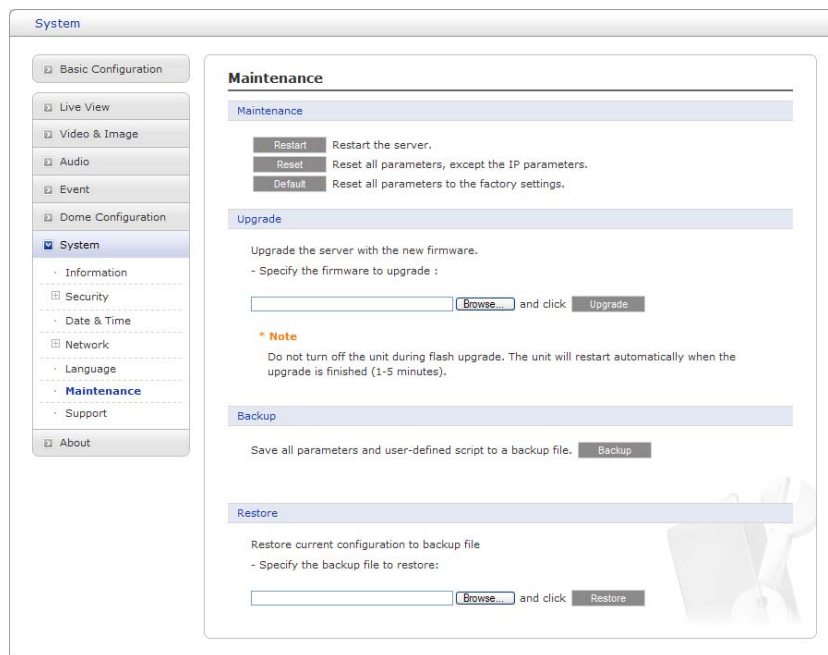 System
Basic Configuration
Live View
Video & Image
Audio
Event
Dome Configuration
System
Information
Security
Date & Time
Network
Language
Maintenance
Support
About
Maintenance
Maintenance
Restart Restart the server.
Reset Reset all parameters, except the IP parameters.
Default Reset all parameters to the factory settings.
Upgrade
Upgrade the server with the new firmware.
- Specify the firmware to upgrade :
Browse... and click Upgrade
* Note
Do not turn off the unit during flash upgrade. The unit will restart automatically when the
upgrade is finished (1-5 minutes).
Backup
Save all parameters and user-defined script to a backup file. Backup
Restore
Restore current configuration to backup file
- Specify the backup file to restore:
Browse... and click Restore